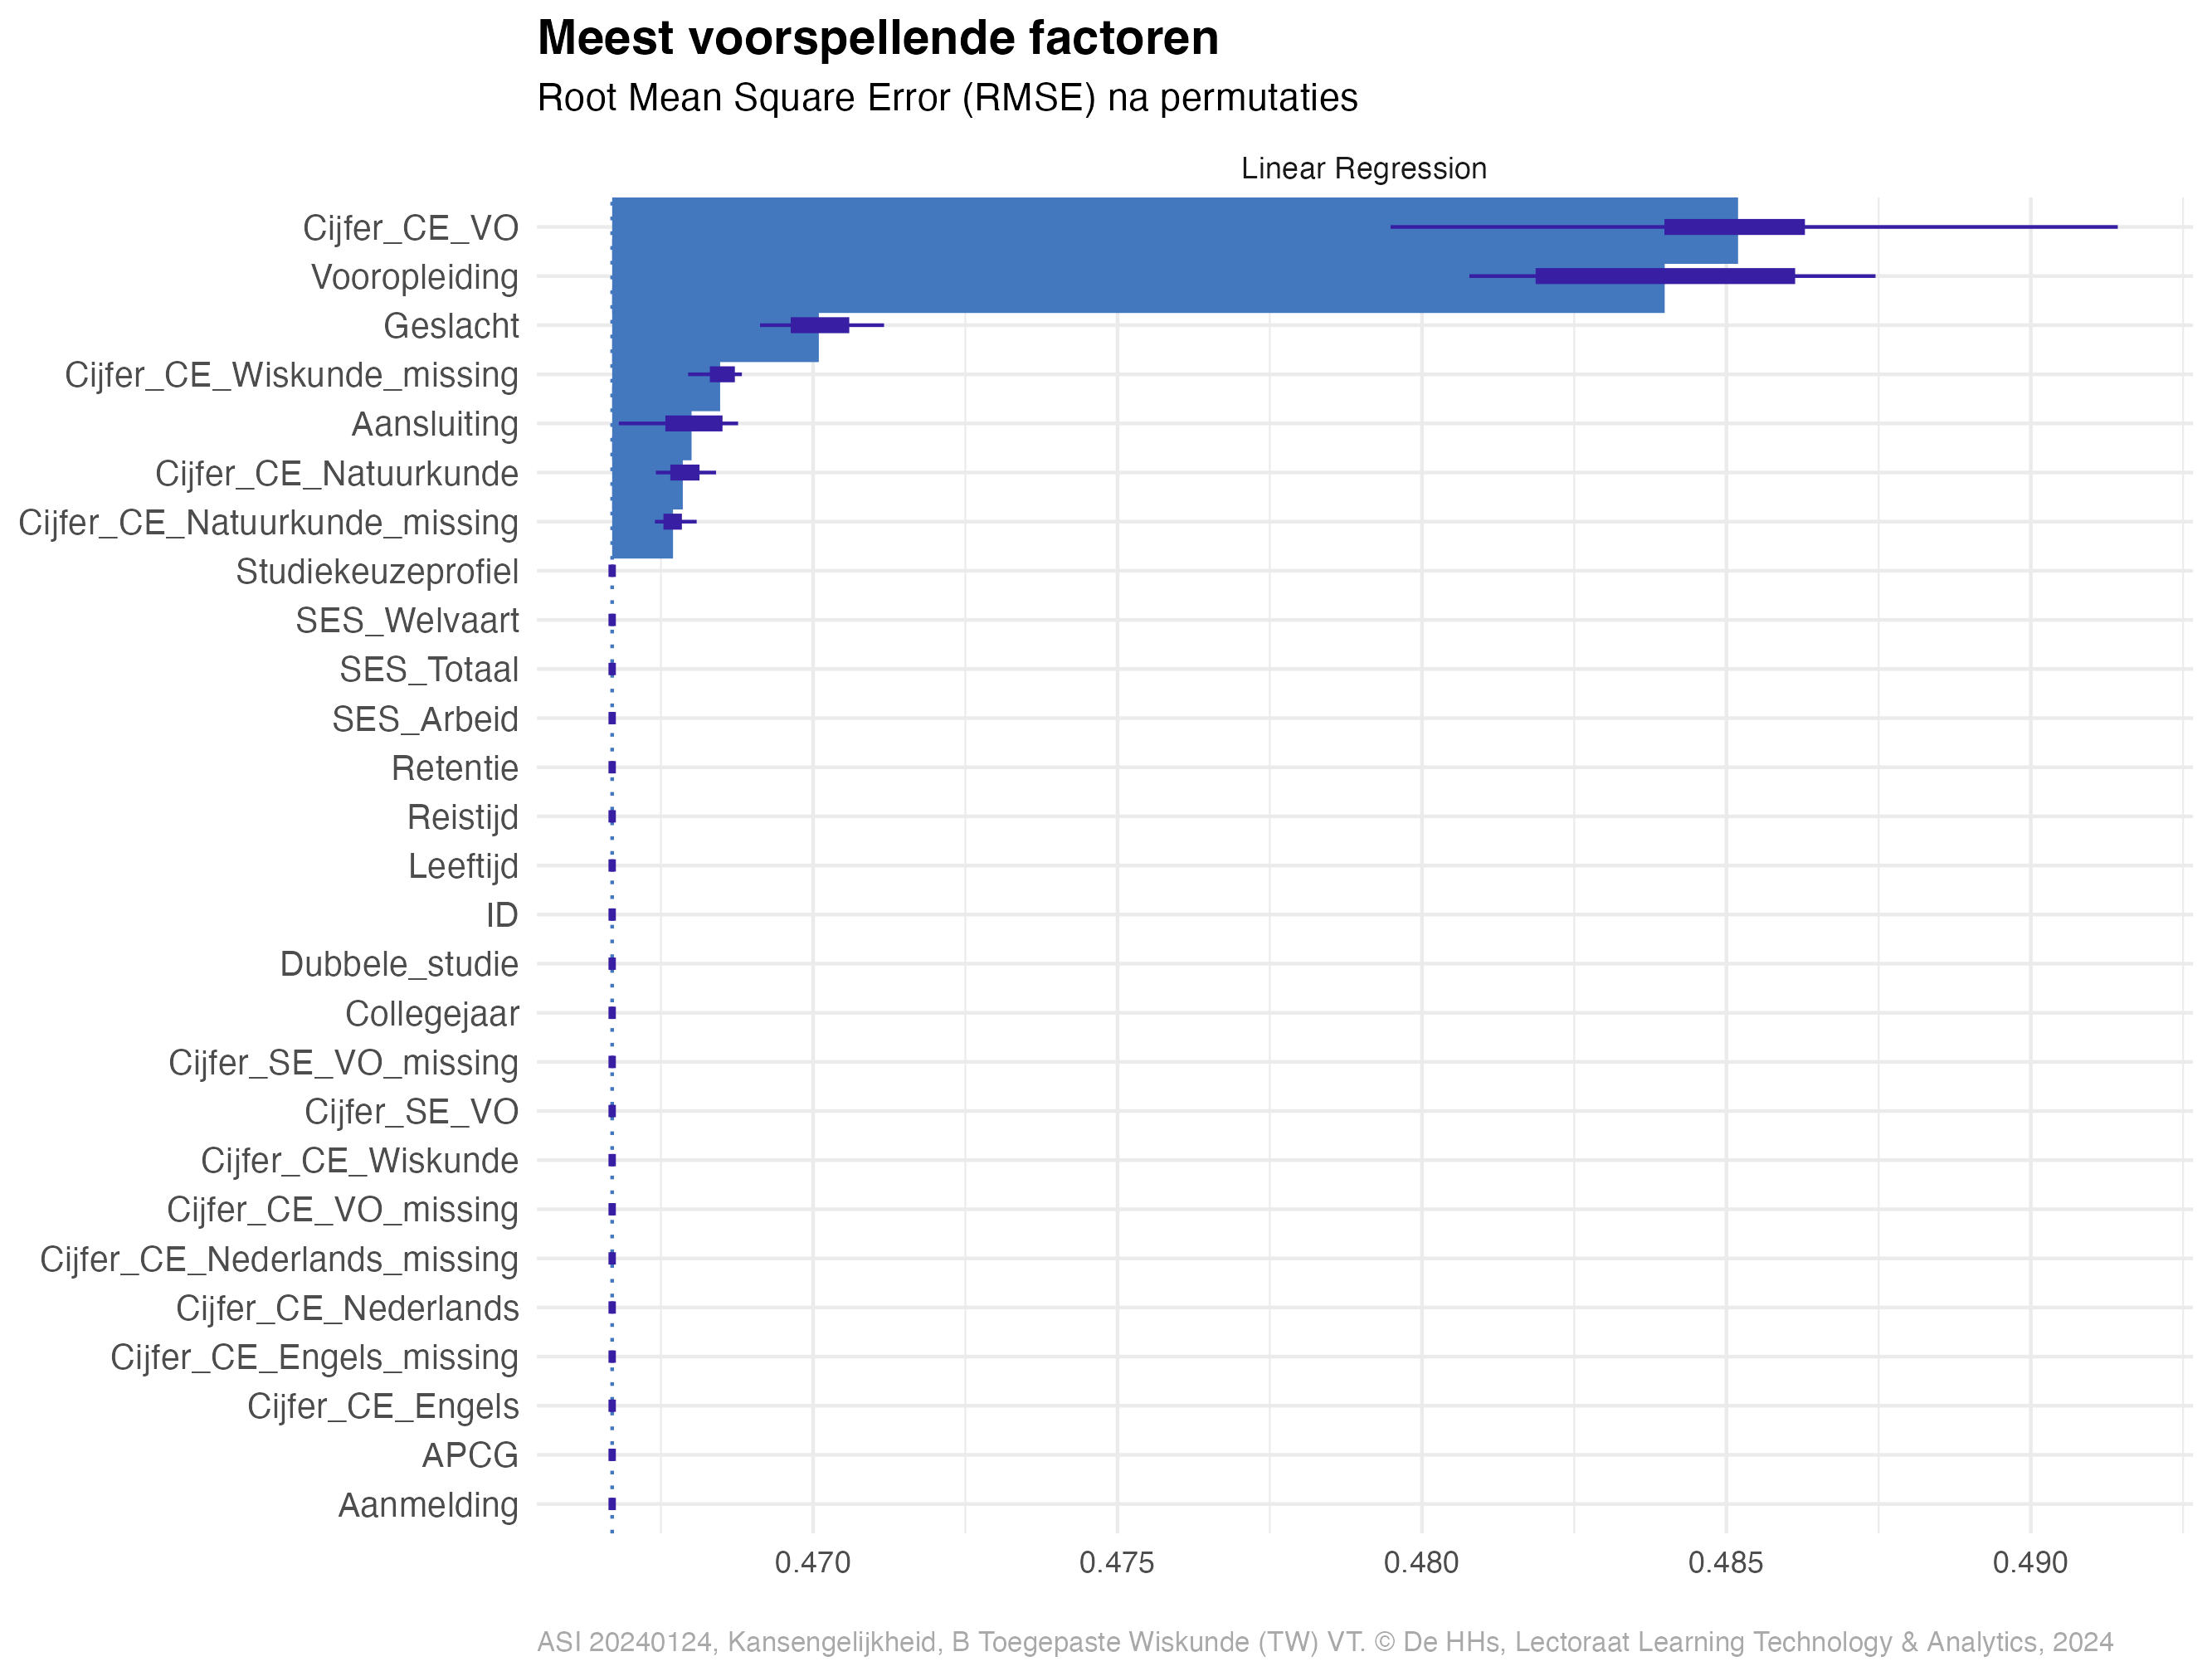 Meest voorspellende factoren
Root Mean Square Error (RMSE) na permutaties
Linear Regression
Cijfer_CE_VO
Vooropleiding
Geslacht
Cijfer_CE_Wiskunde_missing
Aansluiting
Cijfer_CE_Natuurkunde
Cijfer_CE_Natuurkunde_missing
Studiekeuzeprofiel
SES_Welvaart
SES_Totaal
SES_Arbeid
Retentie
Reistijd
Leeftijd
ID
Dubbele_studie
Collegejaar
Cijfer_SE_VO_missing
Cijfer_SE_VO
Cijfer_CE_Wiskunde
Cijfer_CE_VO_missing
Cijfer_CE_Nederlands_missing
Cijfer_CE_Nederlands
Cijfer_CE_Engels_missing
Cijfer_CE_Engels
APCG
Aanmelding
0.470 0.475 0.480 0.485 0.490
ASI 20240124, Kansengelijkheid, B Toegepaste Wiskunde (TW) VT. © De HHs, Lectoraat Learning Technology & Analytics, 2024